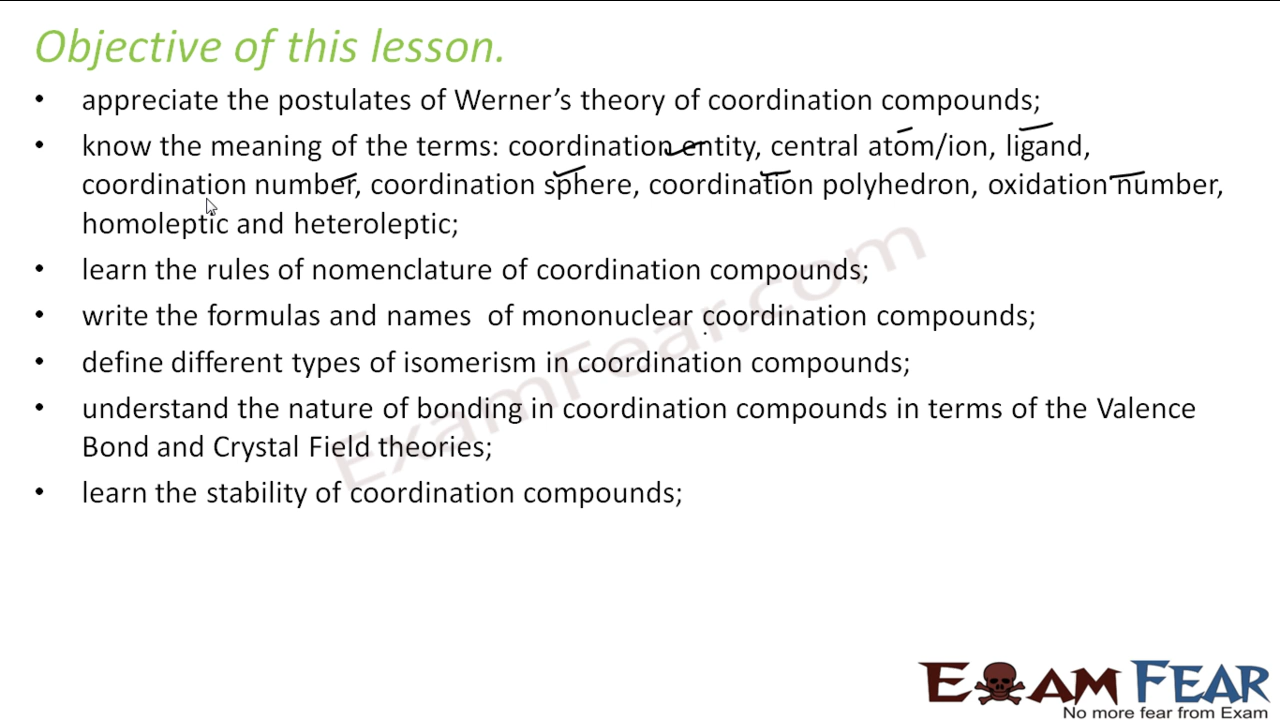 Objective of this lesson.
• appreciate the postulates of Werner’s theory of coordination compounds;
• know the meaning of the terms: coordination entity, central atom/ion, ligand,
coordination number, coordination sphere, coordination polyhedron, oxidation number,
homoleptic and heteroleptic;
• learn the rules of nomenclature of coordination compounds;
• write the formulas and names of mononuclear coordination compounds;
• define different types of isomerism in coordination compounds;
• understand the nature of bonding in coordination compounds in terms of the Valence
Bond and Crystal Field theories;
• learn the stability of coordination compounds;
ExamFear.com
EXAM FEAR
No more fear from Exam